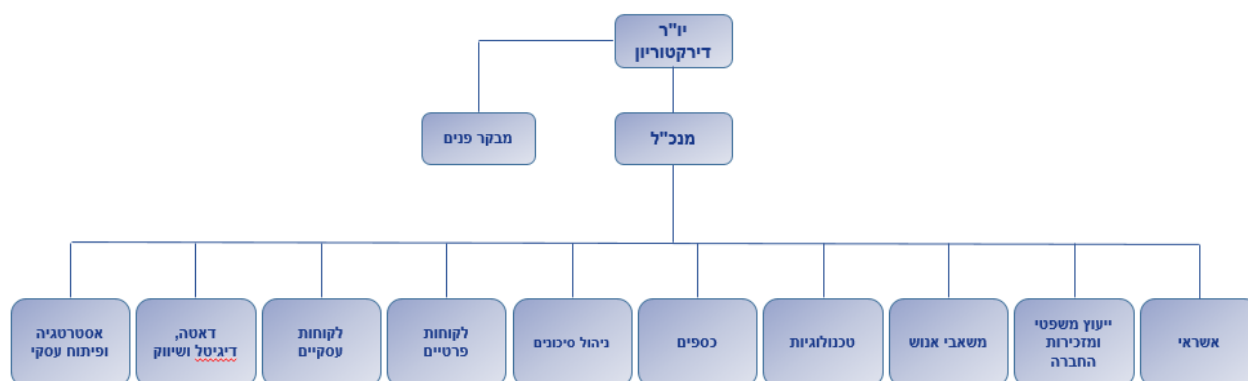 יו"ר
דירקטוריון
מנכ"ל
מבקר פנים
אשראי
ייעוץ משפטי
ומזכירות
החברה
משאבי אנוש
טכנולוגיות
כספים
ניהול סיכונים
לקוחות
פרטיים
לקוחות
עסקיים
דאטה,
דיגיטל ושיווק
אסטרטגיה
ופיתוח עסקי